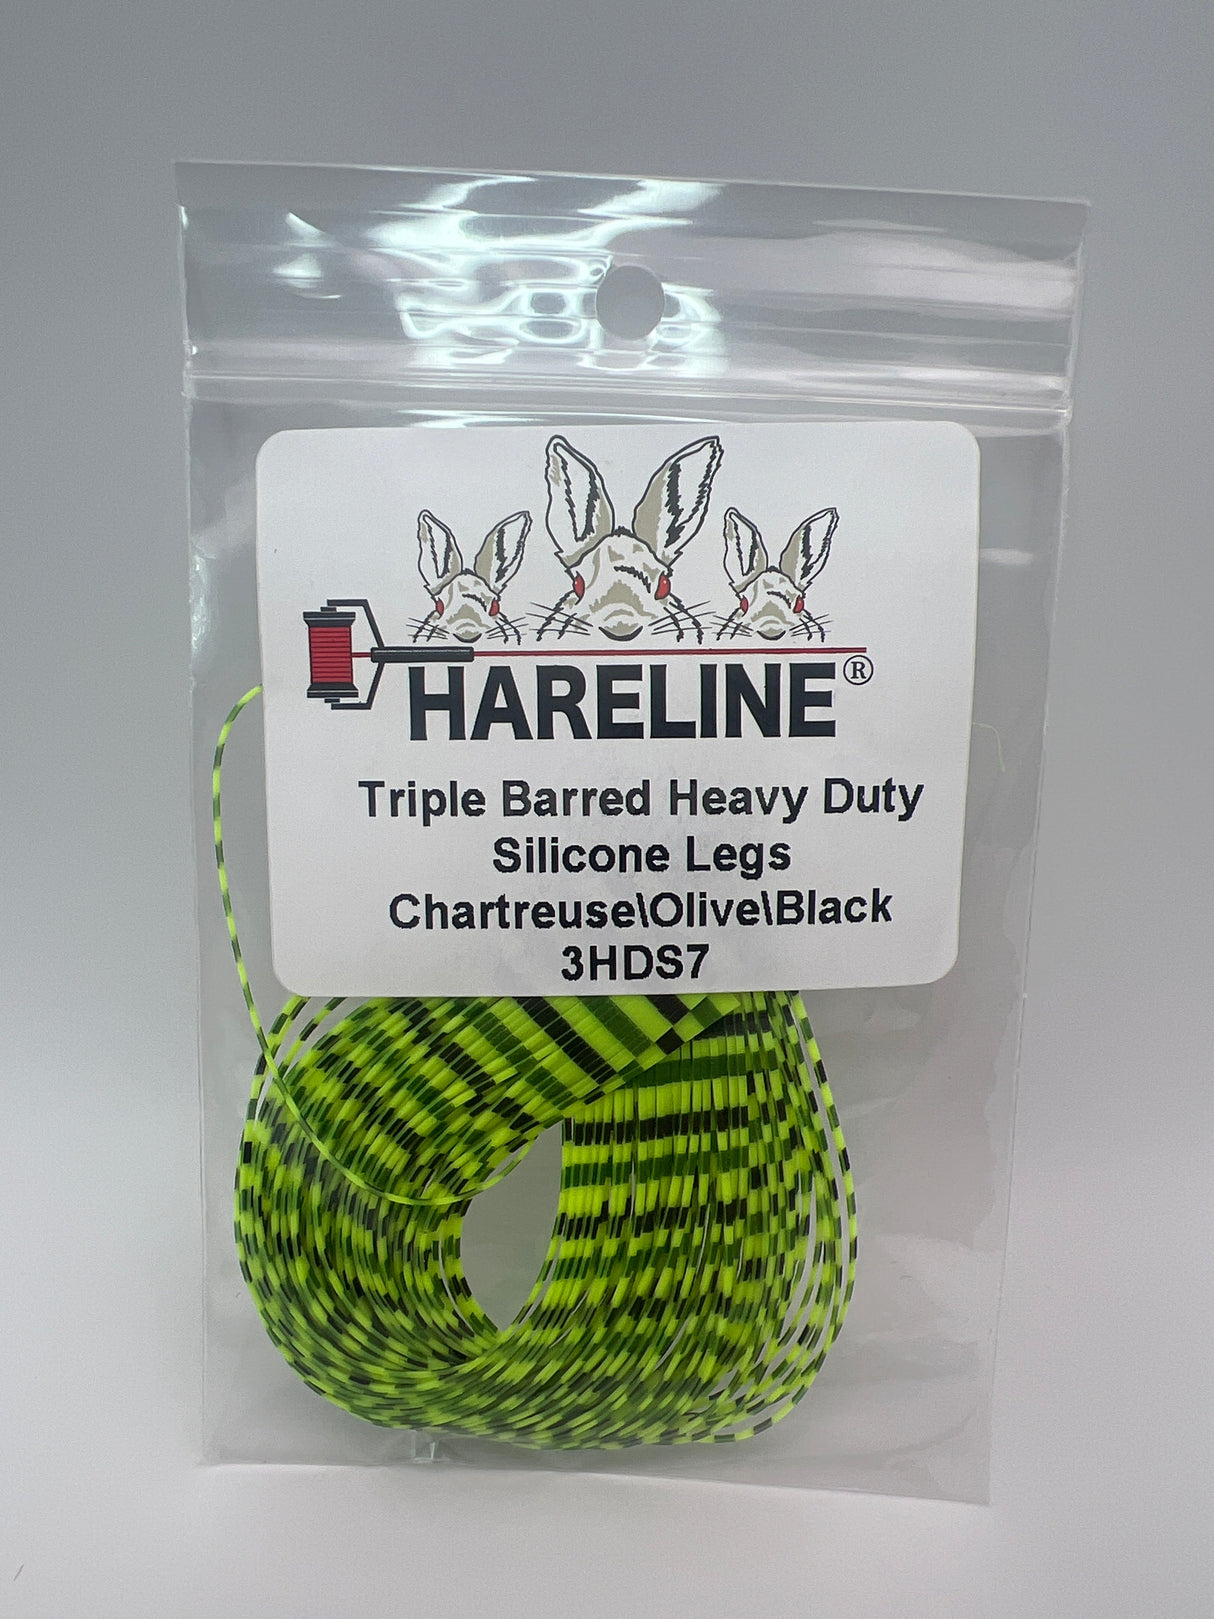 HARELINE®
Triple Barred Heavy Duty
Silicone Legs
Chartreuse\Olive\Black
3HDS7